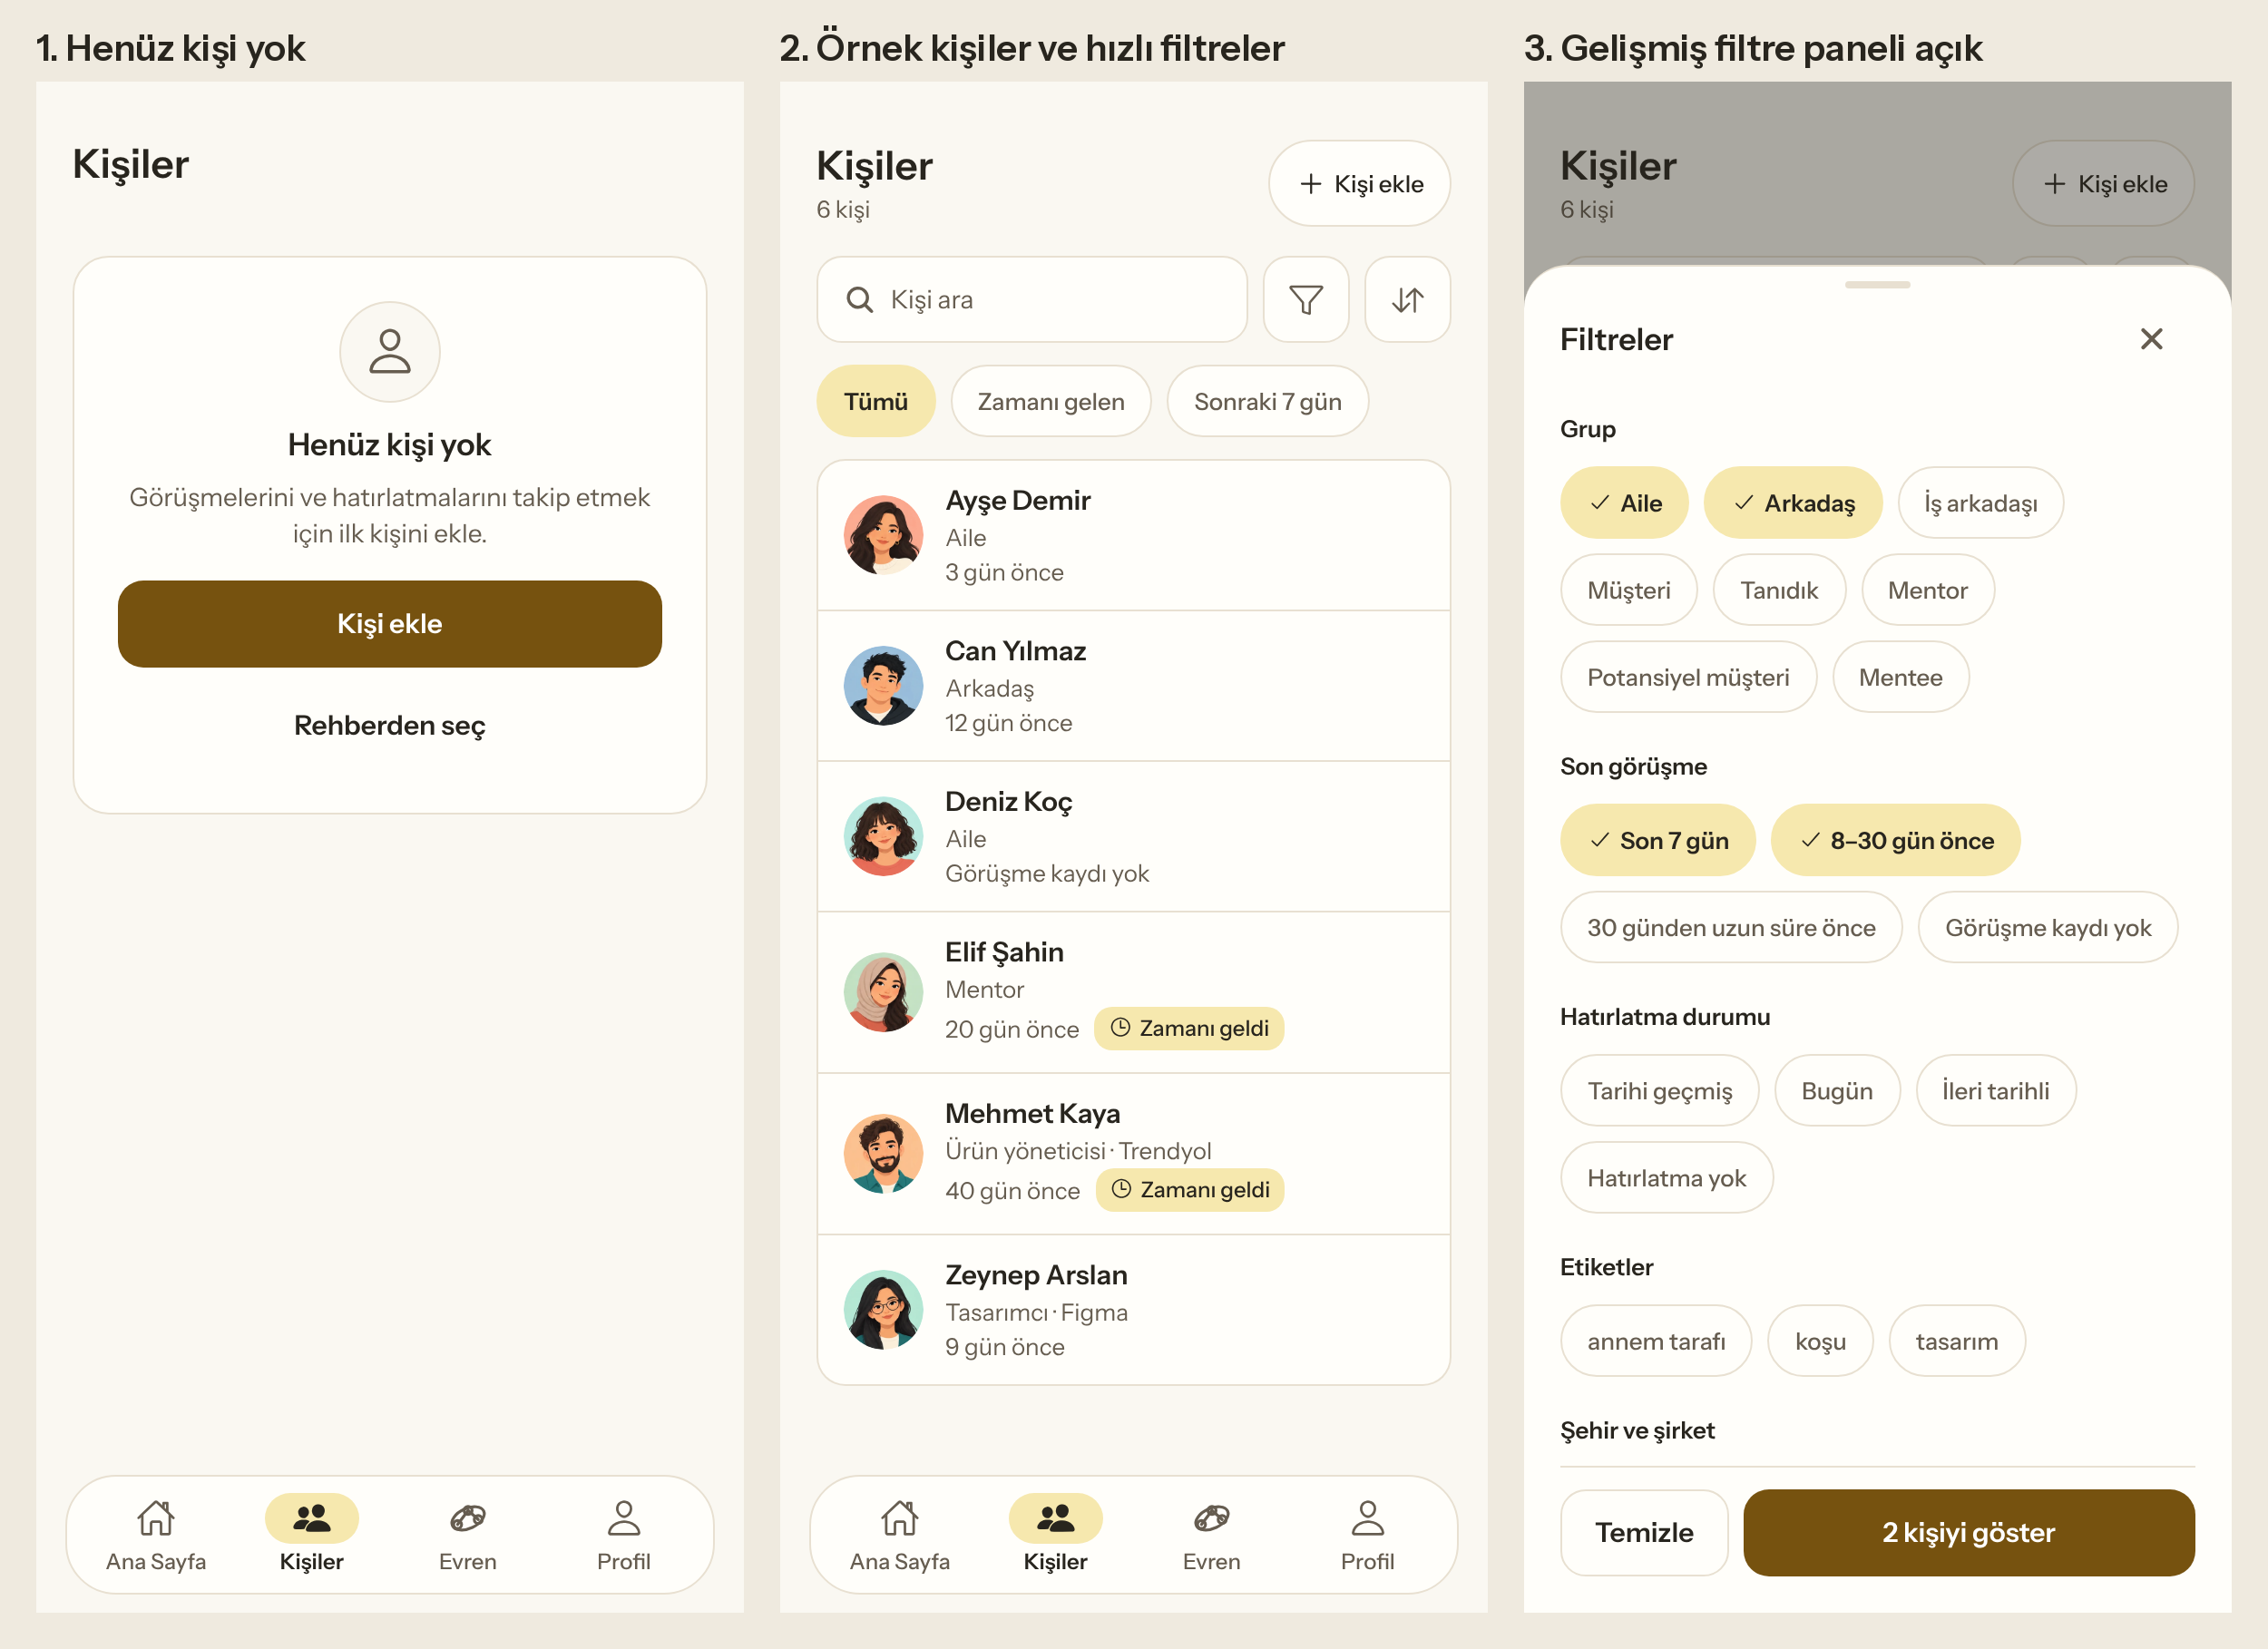 1. Henüz kişi yok
Kişiler
Henüz kişi yok
Görüşmelerini ve hatırlatmalarını takip etmek
için ilk kişini ekle.
Kişi ekle
Rehberden seç
Ana Sayfa
Kişiler
Evren
Profil
2. Örnek kişiler ve hızlı filtreler
Kişiler
6 kişi
Kişi ekle
Kişi ara
Tümü
Zamanı gelen
Sonraki 7 gün
Ayşe Demir
Aile
3 gün önce
Can Yılmaz
Arkadaş
12 gün önce
Deniz Koç
Aile
Görüşme kaydı yok
Elif Şahin
Mentor
20 gün önce
Zamanı geldi
Mehmet Kaya
Ürün yöneticisi · Trendyol
40 gün önce
Zamanı geldi
Zeynep Arslan
Tasarımcı · Figma
9 gün önce
Ana Sayfa
Kişiler
Evren
Profil
3. Gelişmiş filtre paneli açık
Kişiler
6 kişi
Kişi ekle
Filtreler
Grup
Aile
Arkadaş
İş arkadaşı
Müşteri
Tanıdık
Mentor
Potansiyel müşteri
Mentee
Son görüşme
Son 7 gün
8–30 gün önce
30 günden uzun süre önce
Görüşme kaydı yok
Hatırlatma durumu
Tarihi geçmiş
Bugün
İleri tarihli
Hatırlatma yok
Etiketler
annem tarafı
koşu
tasarım
Şehir ve şirket
Temizle
2 kişiyi göster